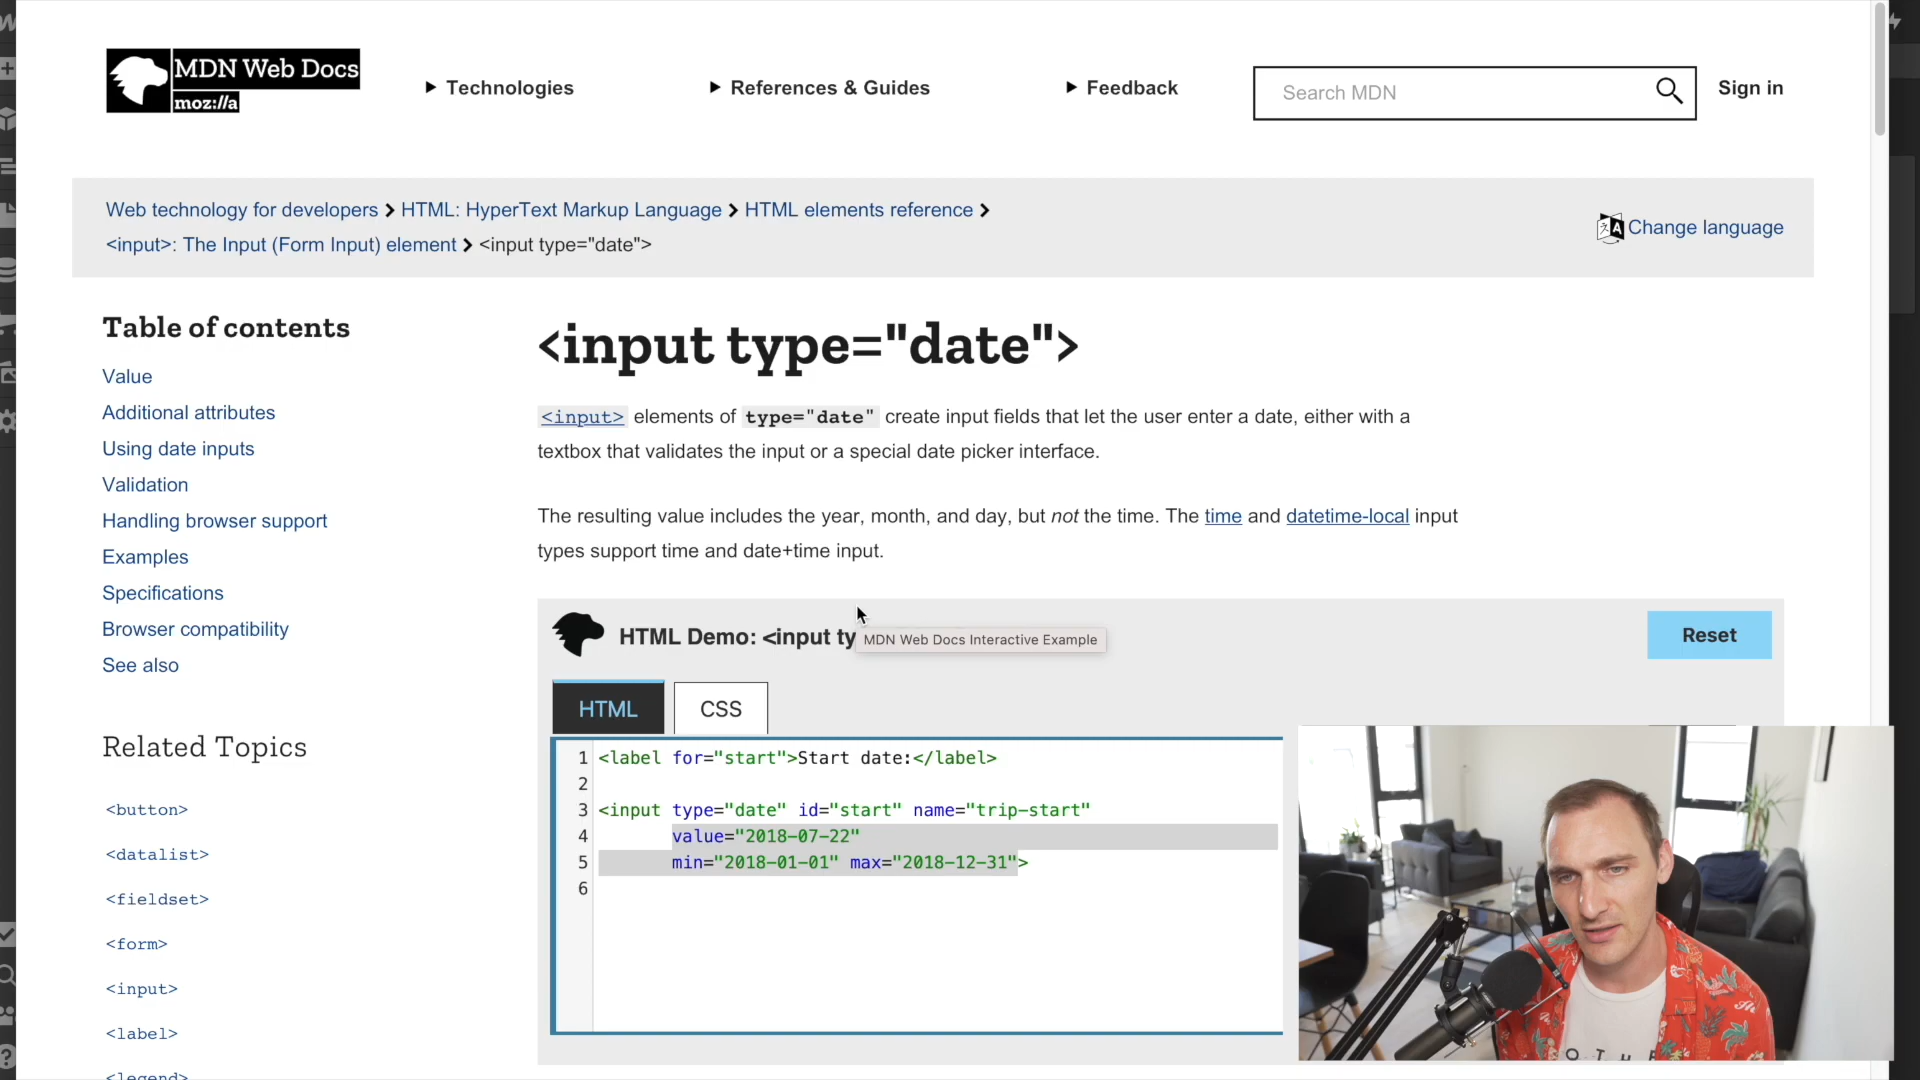 MDN Web Docs
moz://a
Technologies
References & Guides
Feedback
Search MDN
Sign in
Web technology for developers
HTML: HyperText Markup Language
HTML elements reference
<input>: The Input (Form Input) element
<input type="date">
Change language
Table of contents
Value
Additional attributes
Using date inputs
Validation
Handling browser support
Examples
Specifications
Browser compatibility
See also
Related Topics
<button>
<datalist>
<fieldset>
<form>
<input>
<label>
<legend>
<input type="date">
<input> elements of type="date" create input fields that let the user enter a date, either with a
textbox that validates the input or a special date picker interface.
The resulting value includes the year, month, and day, but not the time. The time and datetime-local input
types support time and date+time input.
HTML Demo: <input ty
MDN Web Docs Interactive Example
Reset
HTML
CSS
1 <label for="start">Start date:</label>
2
3 <input type="date" id="start" name="trip-start"
4 value="2018-07-22"
5 min="2018-01-01" max="2018-12-31">
6